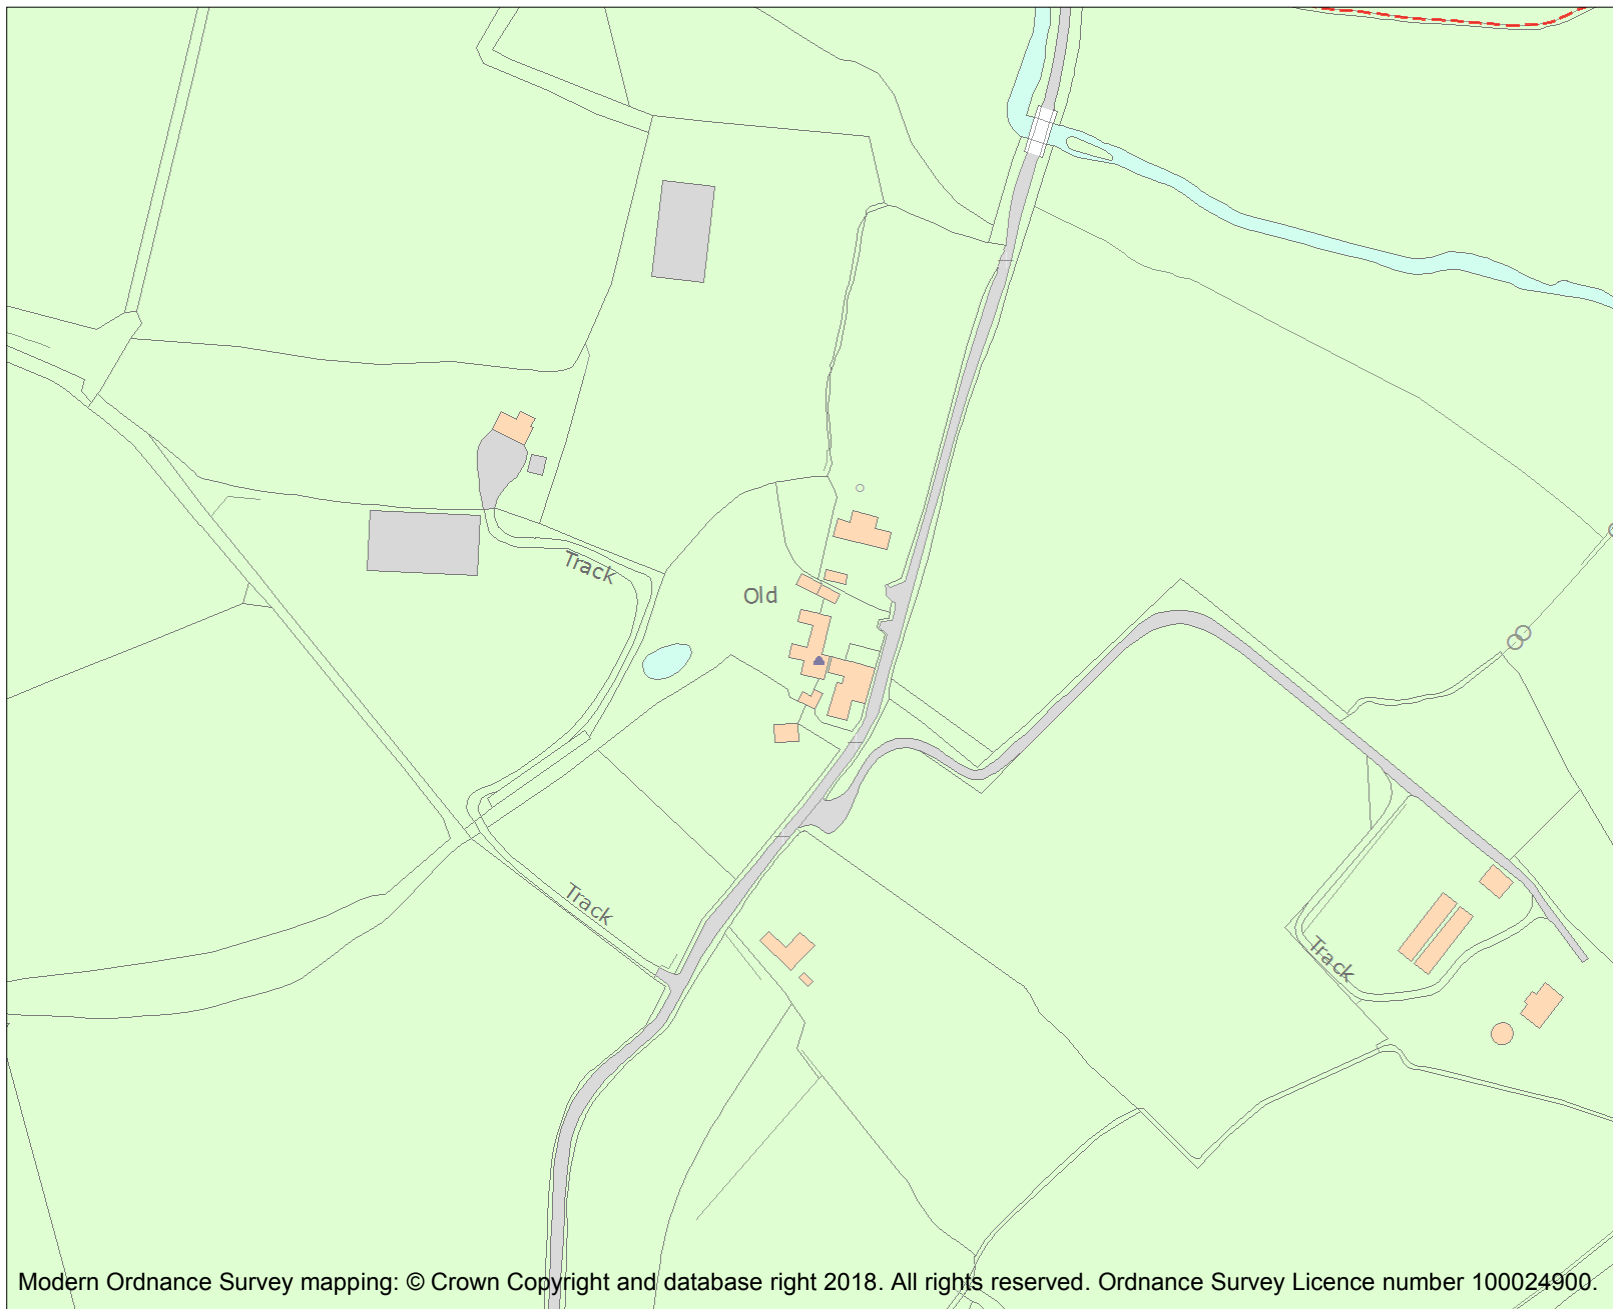 Track
Old
Track
Track
Modern Ordnance Survey mapping: © Crown Copyright and database right 2018. All rights reserved. Ordnance Survey Licence number 100024900.